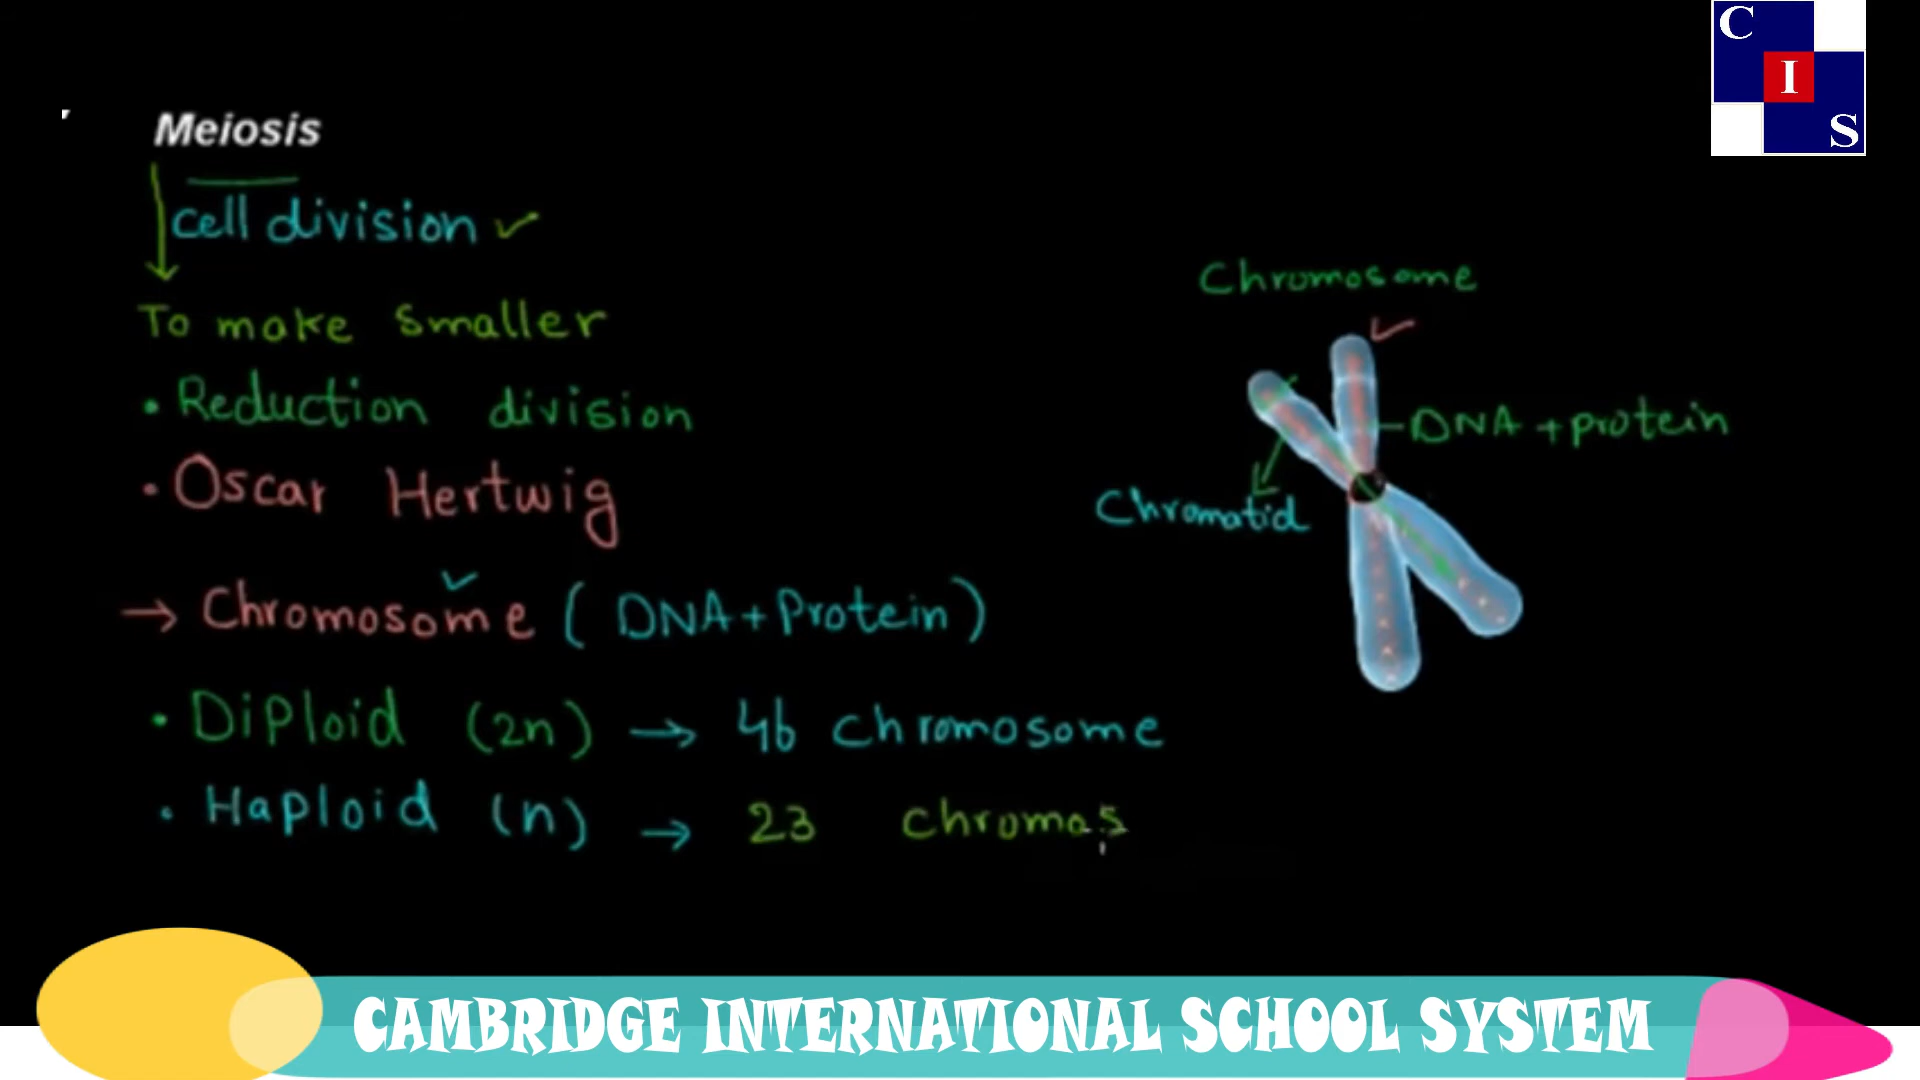 C
I
S
Meiosis
Cell division
To make smaller
• Reduction division
• Oscar Hertwig
→ Chromosome (DNA+Protein)
• Diploid (2n) → 46 Chromosome
• Haploid (n) → 23 Chromos
Chromosome
DNA + protein
Chromatid
CAMBRIDGE INTERNATIONAL SCHOOL SYSTEM